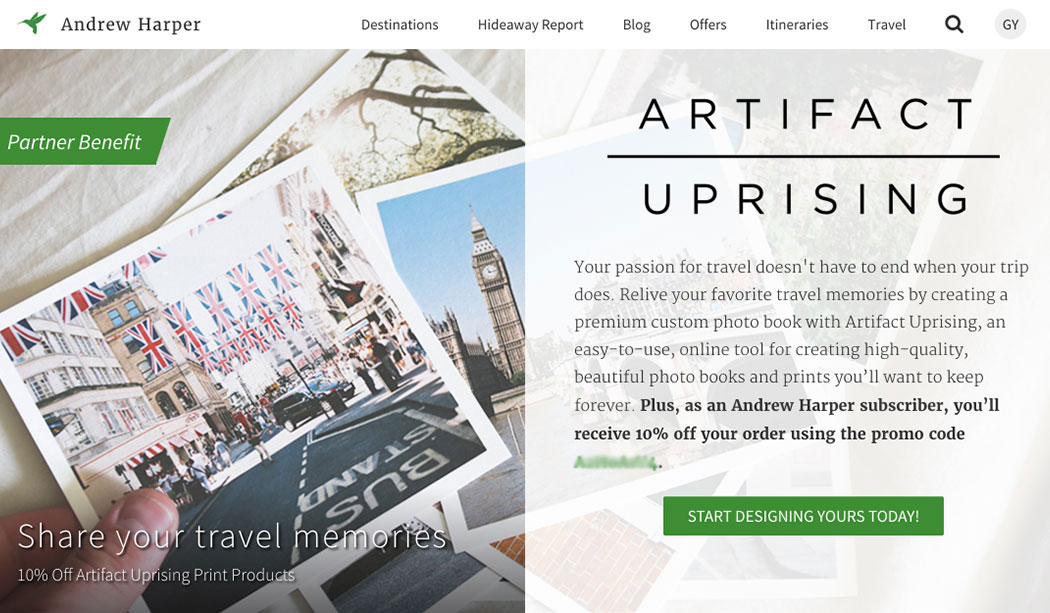 Andrew Harper
Destinations
Hideaway Report
Blog
Offers
Itineraries
Travel
GY
Partner Benefit
BUS
STAND
Share your travel memories
10% Off Artifact Uprising Print Products
ARTIFACT
UPRISING
Your passion for travel doesn't have to end when your trip
does. Relive your favorite travel memories by creating a
premium custom photo book with Artifact Uprising, an
easy-to-use, online tool for creating high-quality,
beautiful photo books and prints you’ll want to keep
forever. Plus, as an Andrew Harper subscriber, you’ll
receive 10% off your order using the promo code
.
START DESIGNING YOURS TODAY!